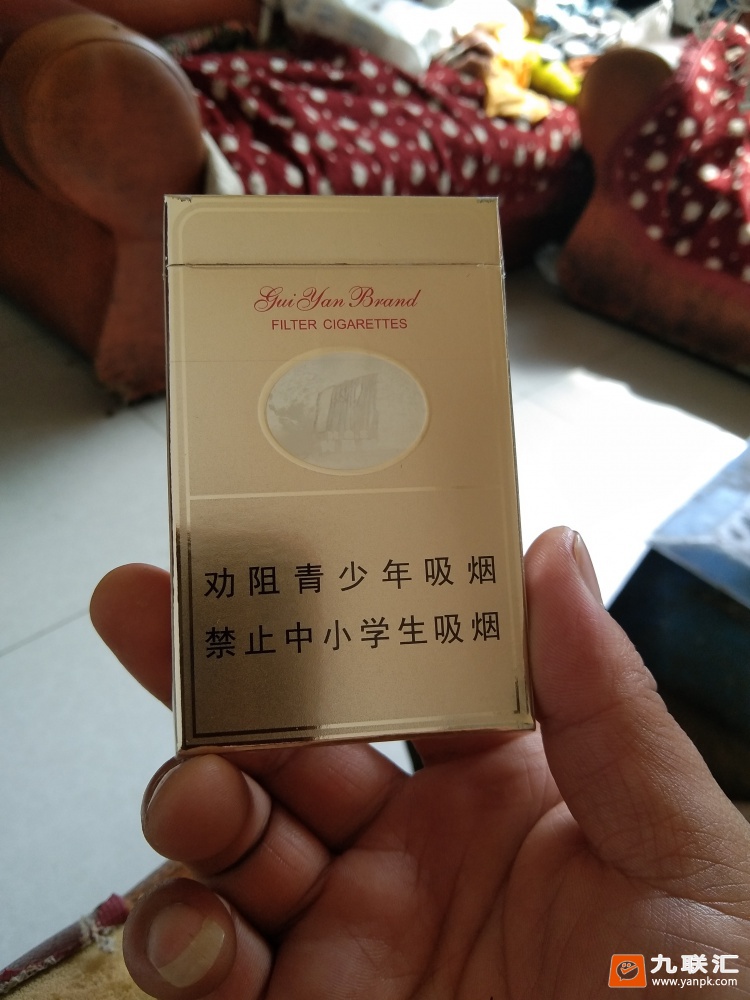 Gui Yan Brand
FILTER CIGARETTES
劝阻青少年吸烟
禁止中小学生吸烟
九联汇
www.yanpk.com